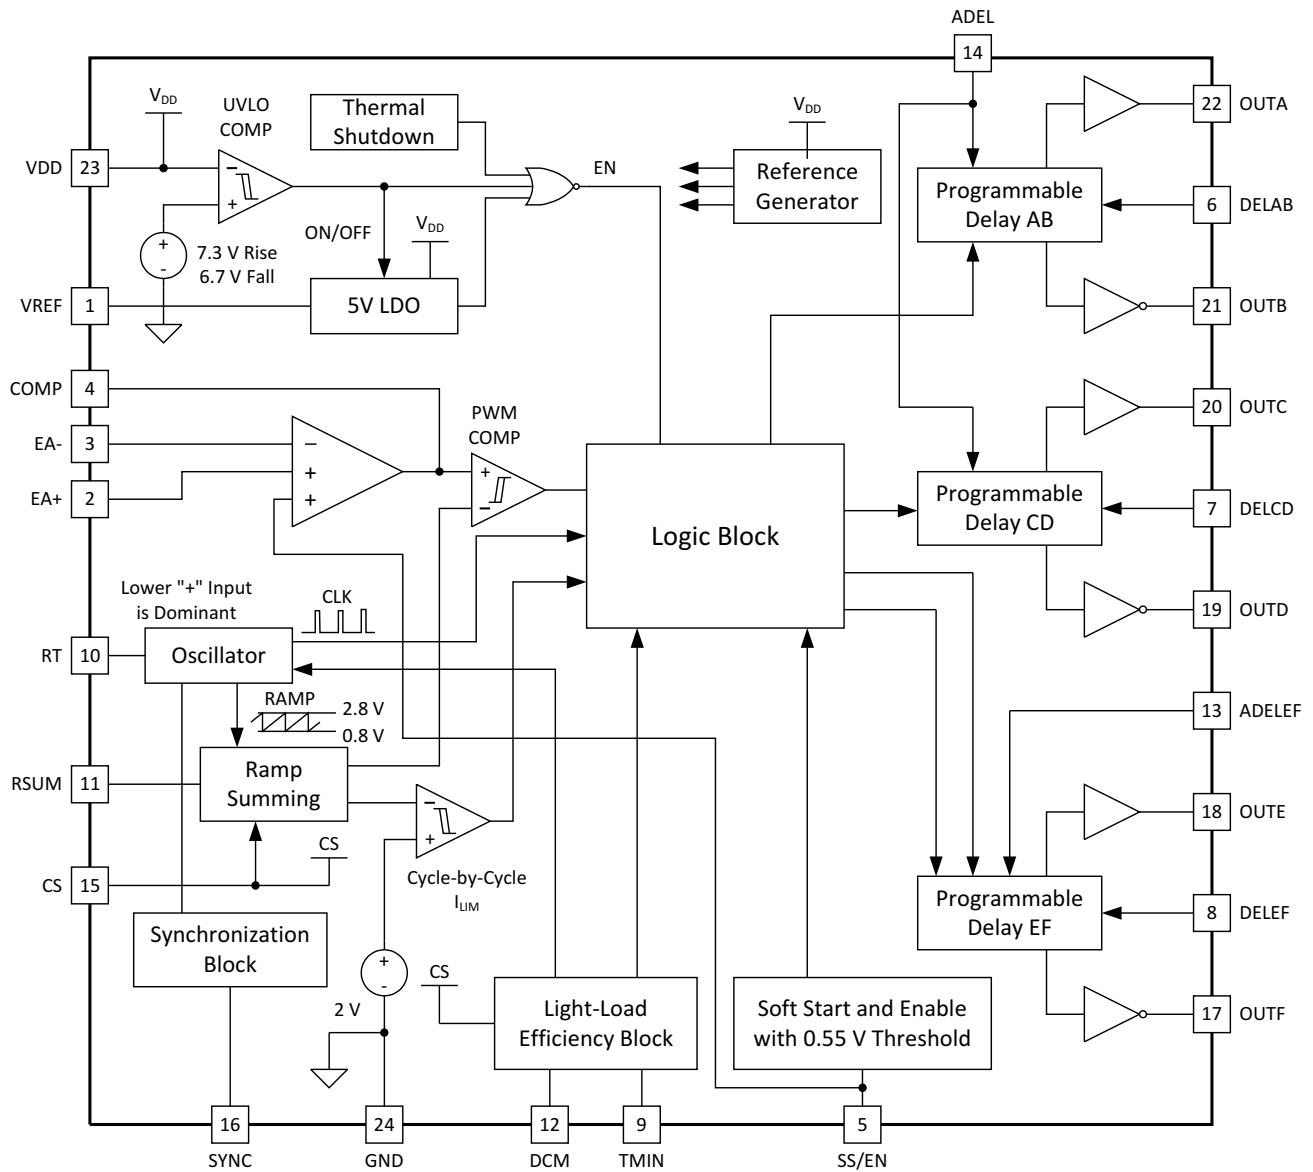 ADEL
14
VDD
23
V_DD
UVLO
COMP
−
+
Thermal
Shutdown
EN
V_DD
Reference
Generator
22
OUTA
Programmable
Delay AB
6
DELAB
+
-
7.3 V Rise
6.7 V Fall
ON/OFF
V_DD
VREF
1
5V LDO
21
OUTB
COMP
4
EA-
3
EA+
2
−
+
+
PWM
COMP
+
−
Logic Block
20
OUTC
Programmable
Delay CD
7
DELCD
19
OUTD
Lower "+" Input
is Dominant
CLK
RT
10
Oscillator
RAMP
2.8 V
0.8 V
RSUM
11
Ramp
Summing
−
+
CS
CS
15
Cycle-by-Cycle
I_LIM
13
ADELEF
18
OUTE
Programmable
Delay EF
8
DELEF
17
OUTF
Synchronization
Block
+
-
2 V
CS
Light-Load
Efficiency Block
Soft Start and Enable
with 0.55 V Threshold
16
24
12
9
5
SYNC
GND
DCM
TMIN
SS/EN